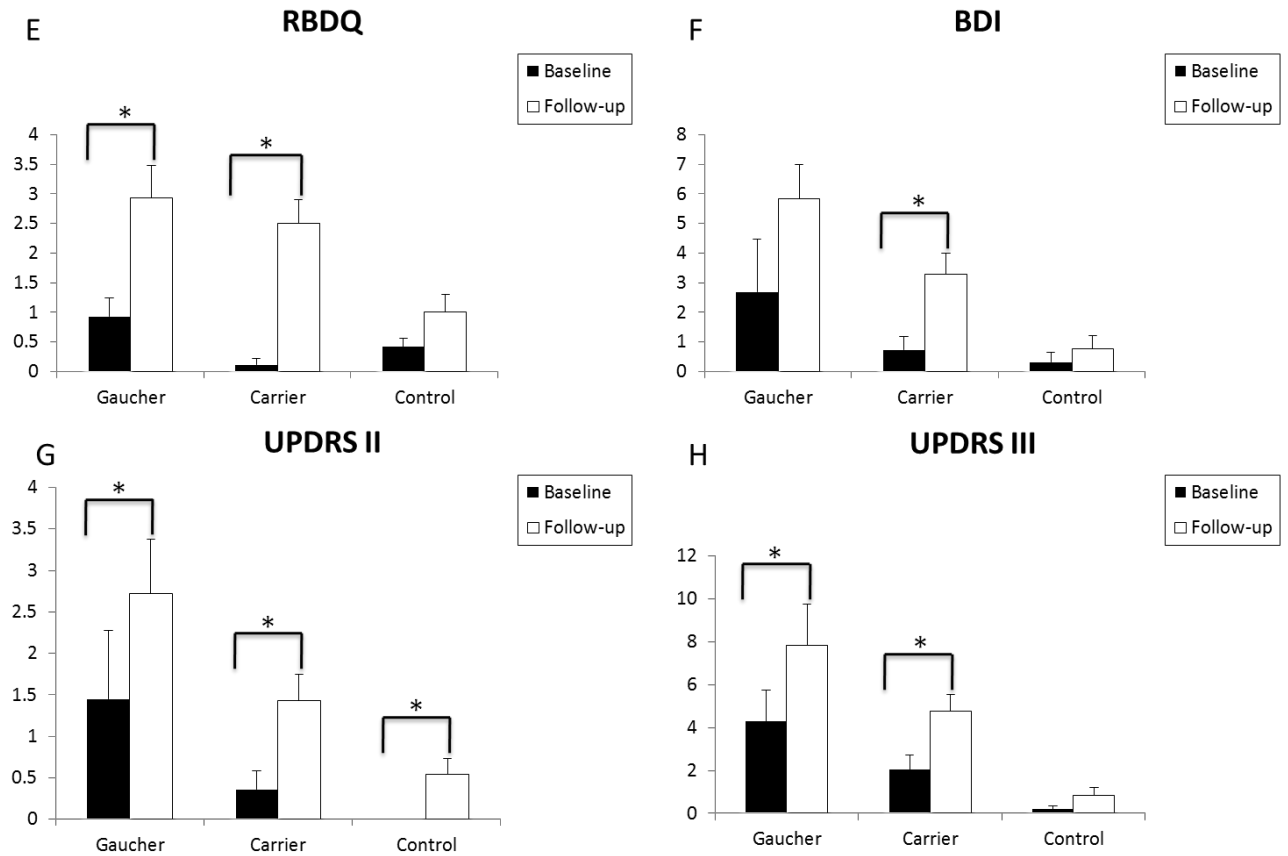 E
RBDQ
Baseline
Follow-up
*
*
4
3.5
3
2.5
2
1.5
1
0.5
0
Gaucher
Carrier
Control
F
BDI
Baseline
Follow-up
*
8
7
6
5
4
3
2
1
0
Gaucher
Carrier
Control
G
UPDRS II
Baseline
Follow-up
*
*
*
4
3.5
3
2.5
2
1.5
1
0.5
0
Gaucher
Carrier
Control
H
UPDRS III
Baseline
Follow-up
*
*
12
10
8
6
4
2
0
Gaucher
Carrier
Control